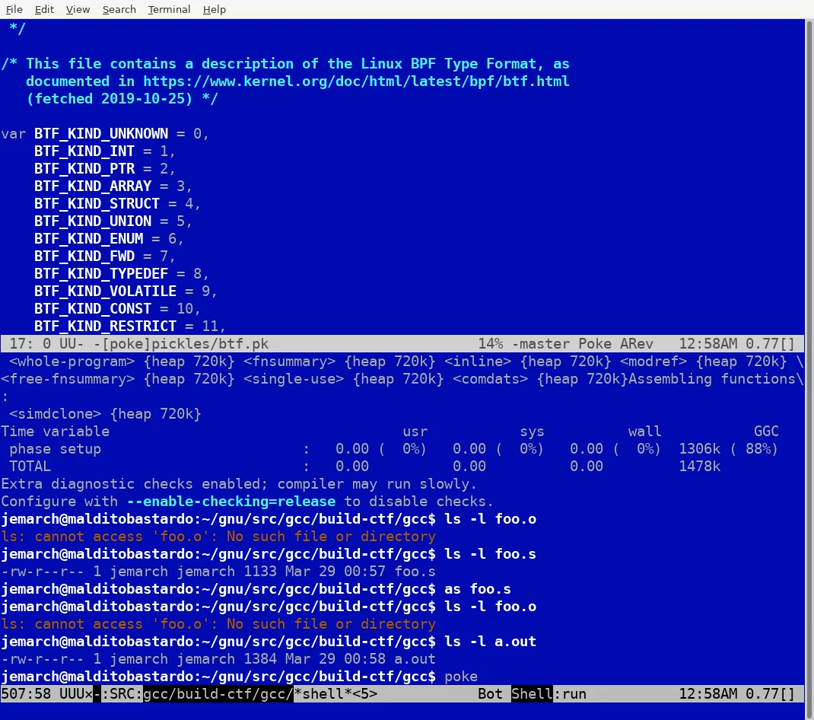 File Edit View Search Terminal Help
*/
/* This file contains a description of the Linux BPF Type Format, as
documented in https://www.kernel.org/doc/html/latest/bpf/btf.html
(fetched 2019-10-25) */
var BTF_KIND_UNKNOWN = 0,
BTF_KIND_INT = 1,
BTF_KIND_PTR = 2,
BTF_KIND_ARRAY = 3,
BTF_KIND_STRUCT = 4,
BTF_KIND_UNION = 5,
BTF_KIND_ENUM = 6,
BTF_KIND_FWD = 7,
BTF_KIND_TYPEDEF = 8,
BTF_KIND_VOLATILE = 9,
BTF_KIND_CONST = 10,
BTF_KIND_RESTRICT = 11,
17: 0 UU- -[poke]pickles/btf.pk 14% -master Poke ARev 12:58AM 0.77[]
<whole-program> {heap 720k} <fnsummary> {heap 720k} <inline> {heap 720k} <modref> {heap 720k} \
<free-fnsummary> {heap 720k} <single-use> {heap 720k} <comdats> {heap 720k}Assembling functions\
:
<simdclone> {heap 720k}
Time variable usr sys wall GGC
phase setup : 0.00 ( 0%) 0.00 ( 0%) 0.00 ( 0%) 1306k ( 88%)
TOTAL : 0.00 0.00 0.00 1478k
Extra diagnostic checks enabled; compiler may run slowly.
Configure with --enable-checking=release to disable checks.
jemarch@malditobastardo:~/gnu/src/gcc/build-ctf/gcc$ ls -l foo.o
ls: cannot access 'foo.o': No such file or directory
jemarch@malditobastardo:~/gnu/src/gcc/build-ctf/gcc$ ls -l foo.s
-rw-r--r-- 1 jemarch jemarch 1133 Mar 29 00:57 foo.s
jemarch@malditobastardo:~/gnu/src/gcc/build-ctf/gcc$ as foo.s
jemarch@malditobastardo:~/gnu/src/gcc/build-ctf/gcc$ ls -l foo.o
ls: cannot access 'foo.o': No such file or directory
jemarch@malditobastardo:~/gnu/src/gcc/build-ctf/gcc$ ls -l a.out
-rw-r--r-- 1 jemarch jemarch 1384 Mar 29 00:58 a.out
jemarch@malditobastardo:~/gnu/src/gcc/build-ctf/gcc$ poke
507:58 UUU×-:SRC:gcc/build-ctf/gcc/*shell*<5> Bot Shell:run 12:58AM 0.77[]